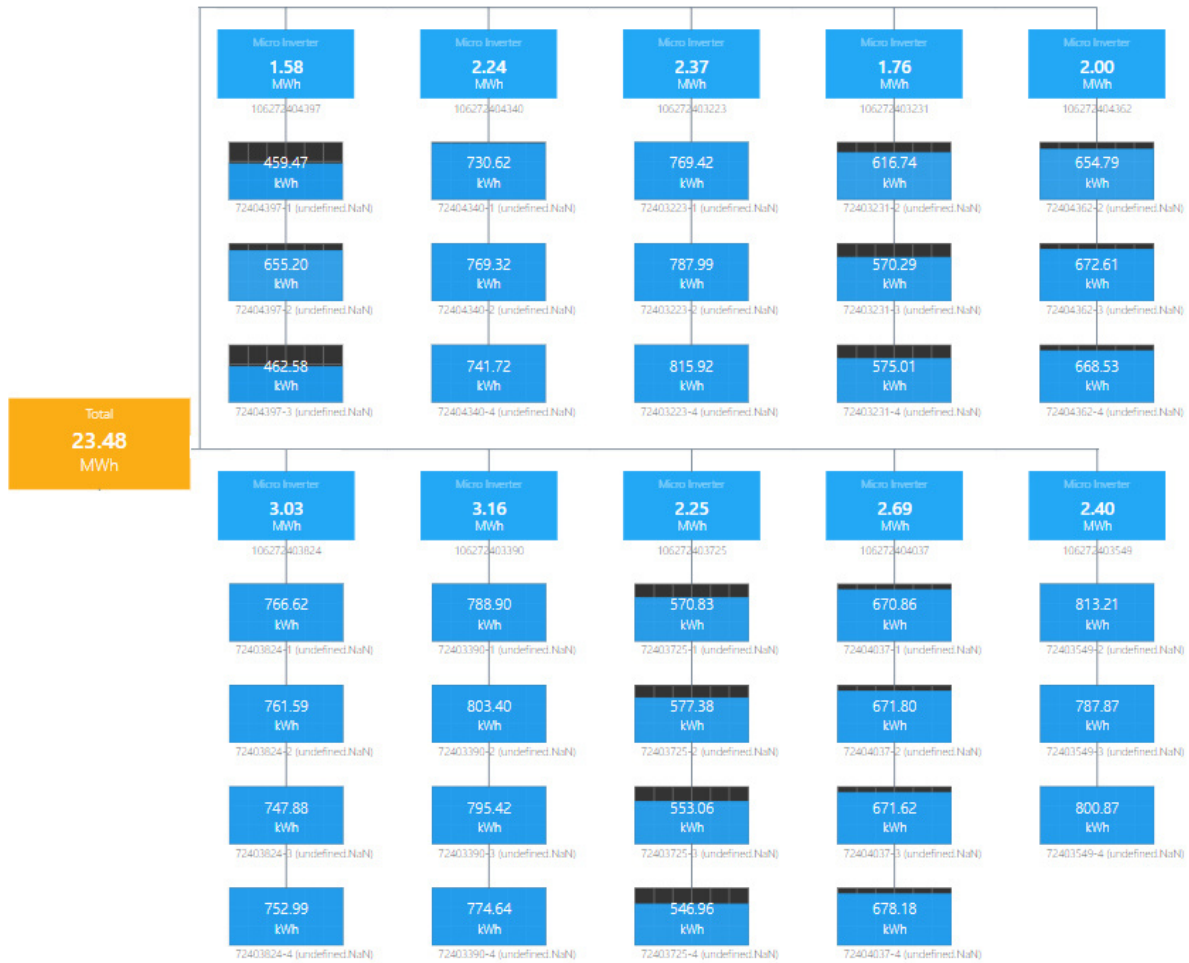 Micro Inverter
1.58
MWh
106272404397
459.47
kWh
72404397-1 (undefined.NaN)
655.20
kWh
72404397-2 (undefined.NaN)
462.58
kWh
72404397-3 (undefined.NaN)
Micro Inverter
2.24
MWh
106272404340
730.62
kWh
72404340-1 (undefined.NaN)
769.32
kWh
72404340-2 (undefined.NaN)
741.72
kWh
72404340-4 (undefined.NaN)
Micro Inverter
2.37
MWh
106272403223
769.42
kWh
72403223-1 (undefined.NaN)
787.99
kWh
72403223-2 (undefined.NaN)
815.92
kWh
72403223-4 (undefined.NaN)
Micro Inverter
1.76
MWh
106272403231
616.74
kWh
72403231-2 (undefined.NaN)
570.29
kWh
72403231-3 (undefined.NaN)
575.01
kWh
72403231-4 (undefined.NaN)
Micro Inverter
2.00
MWh
106272404362
654.79
kWh
72404362-2 (undefined.NaN)
672.61
kWh
72404362-3 (undefined.NaN)
668.53
kWh
72404362-4 (undefined.NaN)
Total
23.48
MWh
Micro Inverter
3.03
MWh
106272403824
766.62
kWh
72403824-1 (undefined.NaN)
761.59
kWh
72403824-2 (undefined.NaN)
747.88
kWh
72403824-3 (undefined.NaN)
752.99
kWh
72403824-4 (undefined.NaN)
Micro Inverter
3.16
MWh
106272403390
788.90
kWh
72403390-1 (undefined.NaN)
803.40
kWh
72403390-2 (undefined.NaN)
795.42
kWh
72403390-3 (undefined.NaN)
774.64
kWh
72403390-4 (undefined.NaN)
Micro Inverter
2.25
MWh
106272403725
570.83
kWh
72403725-1 (undefined.NaN)
577.38
kWh
72403725-2 (undefined.NaN)
553.06
kWh
72403725-3 (undefined.NaN)
546.96
kWh
72403725-4 (undefined.NaN)
Micro Inverter
2.69
MWh
106272404037
670.86
kWh
72404037-1 (undefined.NaN)
671.80
kWh
72404037-2 (undefined.NaN)
671.62
kWh
72404037-3 (undefined.NaN)
678.18
kWh
72404037-4 (undefined.NaN)
Micro Inverter
2.40
MWh
106272403549
813.21
kWh
72403549-2 (undefined.NaN)
787.87
kWh
72403549-3 (undefined.NaN)
800.87
kWh
72403549-4 (undefined.NaN)